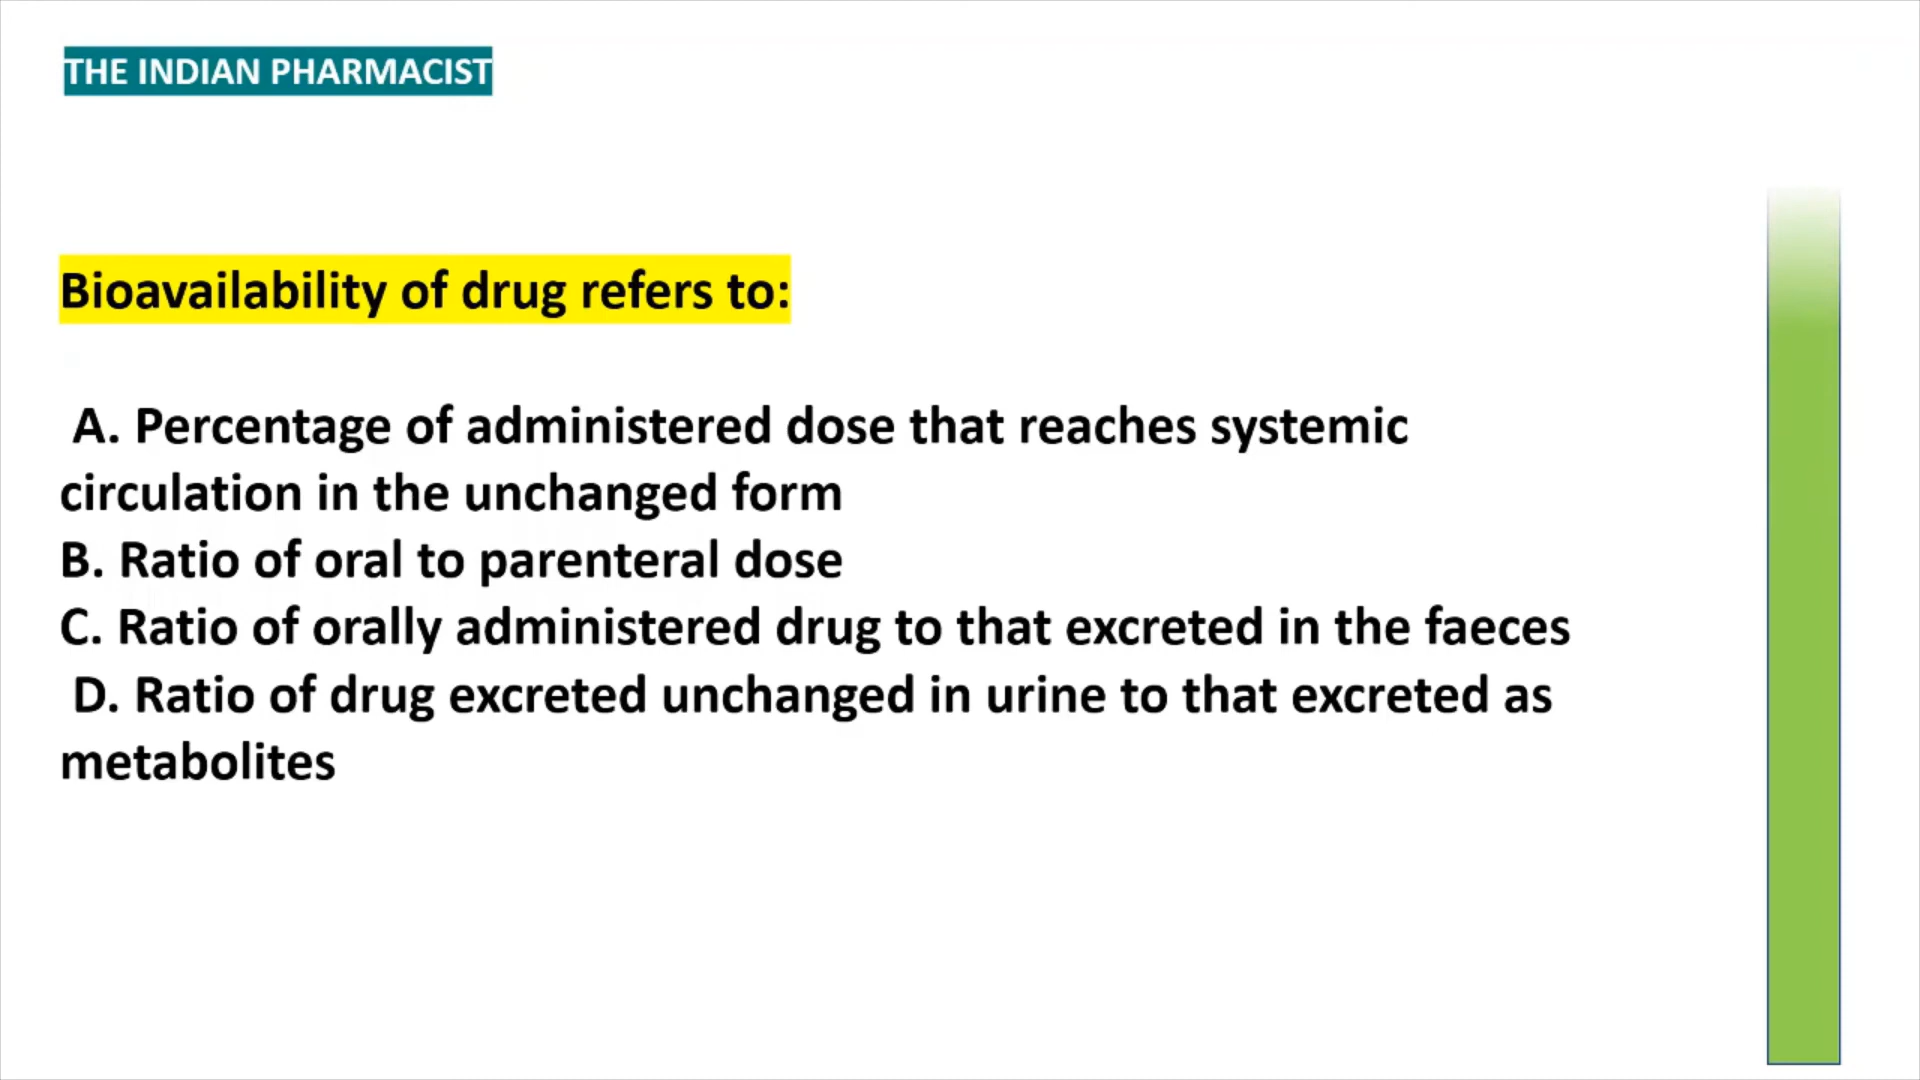 THE INDIAN PHARMACIST
Bioavailability of drug refers to:
A. Percentage of administered dose that reaches systemic
circulation in the unchanged form
B. Ratio of oral to parenteral dose
C. Ratio of orally administered drug to that excreted in the faeces
D. Ratio of drug excreted unchanged in urine to that excreted as
metabolites